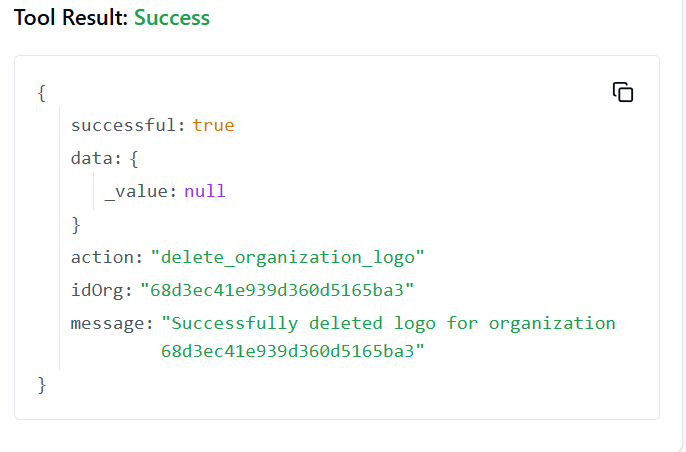 Tool Result: Success
{
successful: true
data: {
_value: null
}
action: "delete_organization_logo"
idOrg: "68d3ec41e939d360d5165ba3"
message: "Successfully deleted logo for organization
68d3ec41e939d360d5165ba3"
}